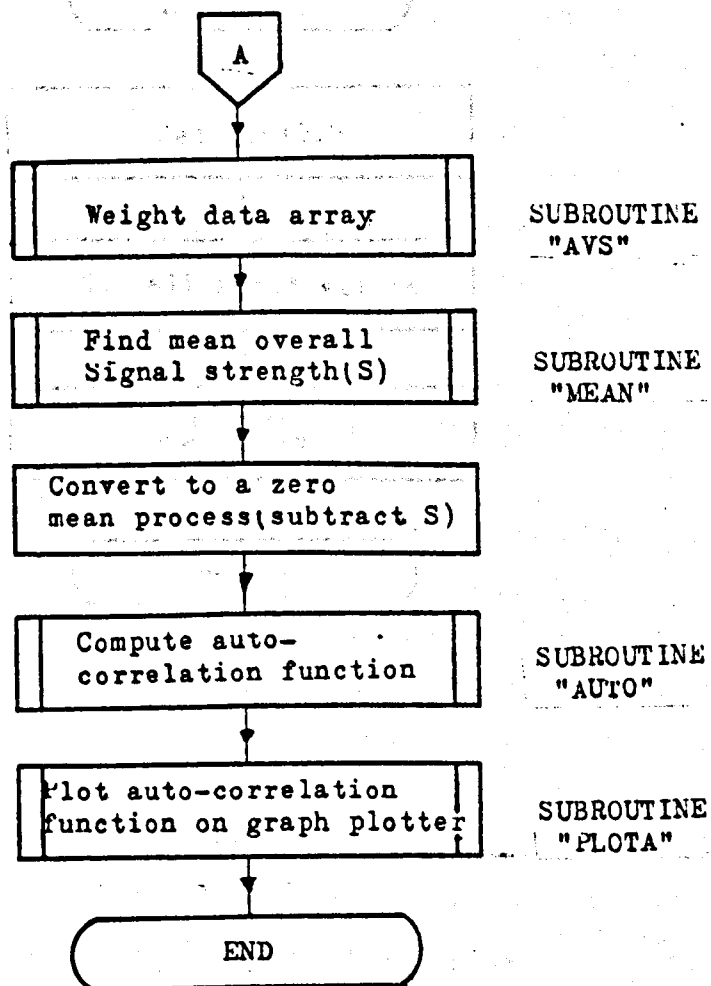 A
Weight data array
SUBROUTINE
"AVS"
Find mean overall
Signal strength(S)
SUBROUTINE
"MEAN"
Convert to a zero
mean process(subtract S)
Compute auto-
correlation function
SUBROUTINE
"AUTO"
Plot auto-correlation
function on graph plotter
SUBROUTINE
"PLOTA"
END